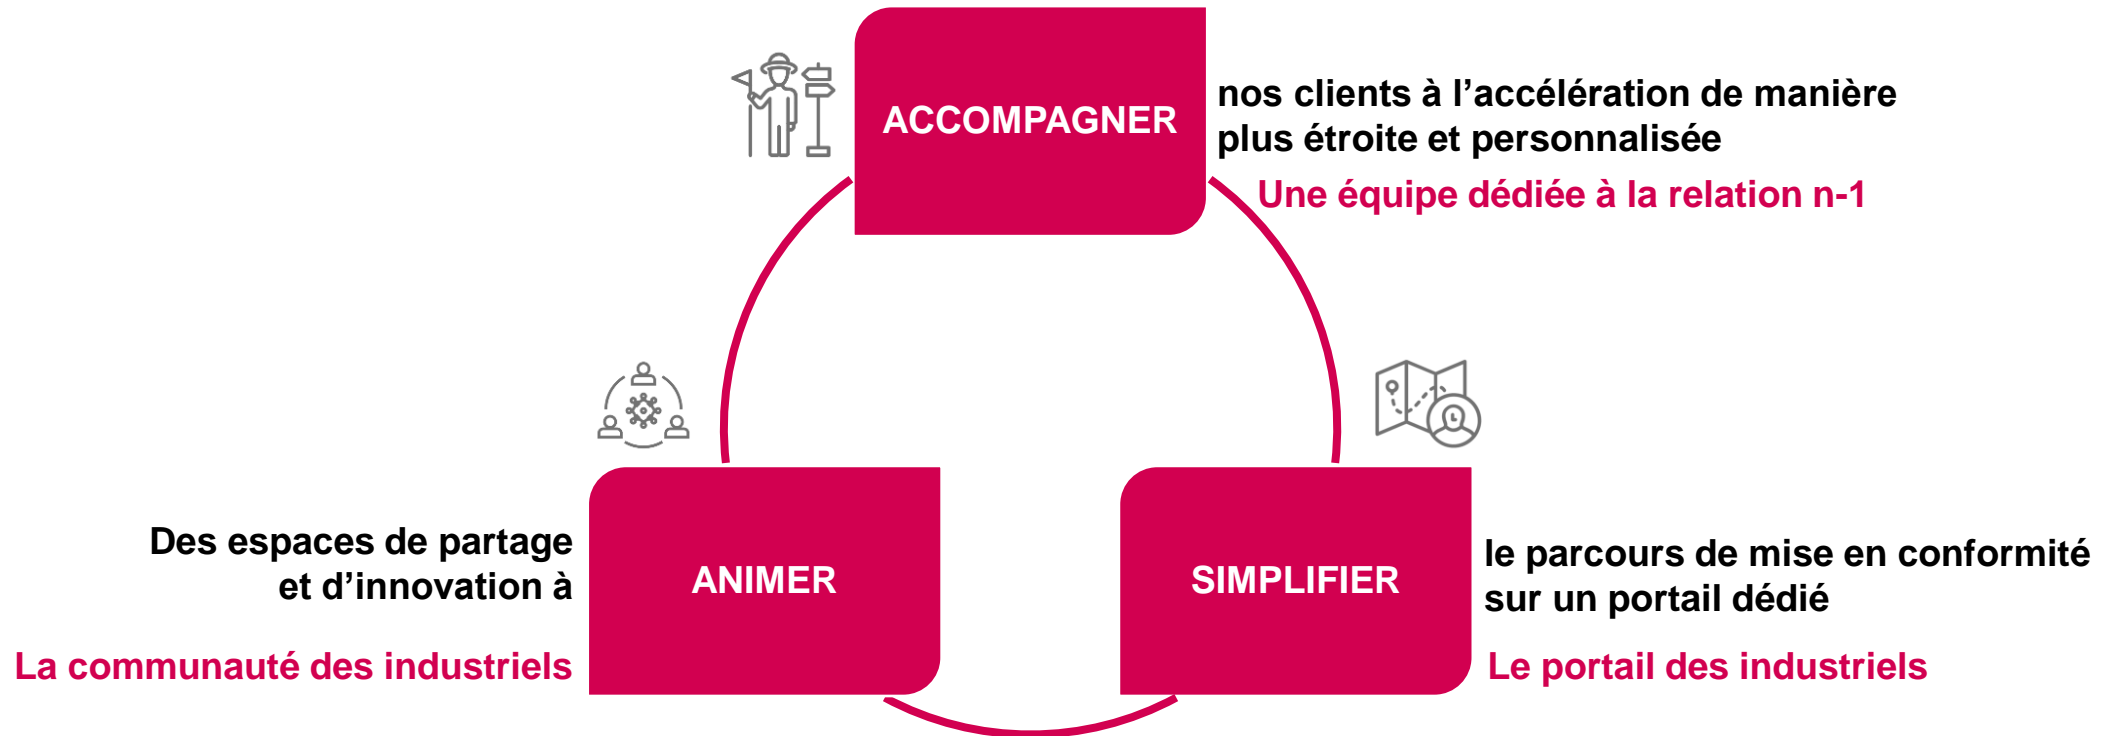 ACCOMPAGNER
nos clients à l’accélération de manière
plus étroite et personnalisée
Une équipe dédiée à la relation n-1
Des espaces de partage
et d’innovation à
La communauté des industriels
ANIMER
SIMPLIFIER
le parcours de mise en conformité
sur un portail dédié
Le portail des industriels